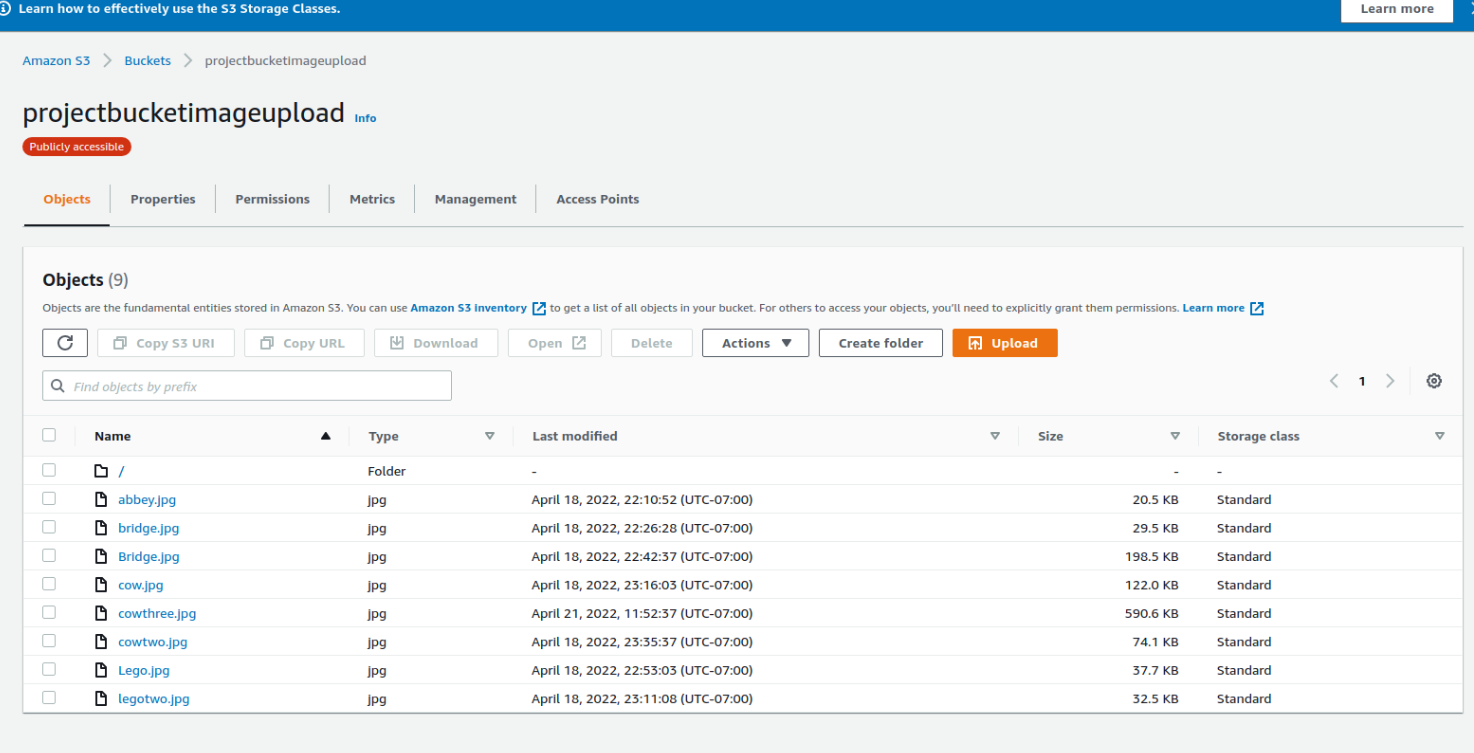 Learn how to effectively use the S3 Storage Classes. Learn more
Amazon S3 > Buckets > projectbucketimageupload
projectbucketimageupload Info
Publicly accessible
Objects Properties Permissions Metrics Management Access Points
Objects (9)
Objects are the fundamental entities stored in Amazon S3. You can use Amazon S3 inventory to get a list of all objects in your bucket. For others to access your objects, you'll need to explicitly grant them permissions. Learn more
Copy S3 URI Copy URL Download Open Delete Actions Create folder Upload
Find objects by prefix 1
Name Type Last modified Size Storage class
/ Folder - - -
abbey.jpg jpg April 18, 2022, 22:10:52 (UTC-07:00) 20.5 KB Standard
bridge.jpg jpg April 18, 2022, 22:26:28 (UTC-07:00) 29.5 KB Standard
Bridge.jpg jpg April 18, 2022, 22:42:37 (UTC-07:00) 198.5 KB Standard
cow.jpg jpg April 18, 2022, 23:16:03 (UTC-07:00) 122.0 KB Standard
cowthree.jpg jpg April 21, 2022, 11:52:37 (UTC-07:00) 590.6 KB Standard
cowtwo.jpg jpg April 18, 2022, 23:35:37 (UTC-07:00) 74.1 KB Standard
Lego.jpg jpg April 18, 2022, 22:53:03 (UTC-07:00) 37.7 KB Standard
legotwo.jpg jpg April 18, 2022, 23:11:08 (UTC-07:00) 32.5 KB Standard